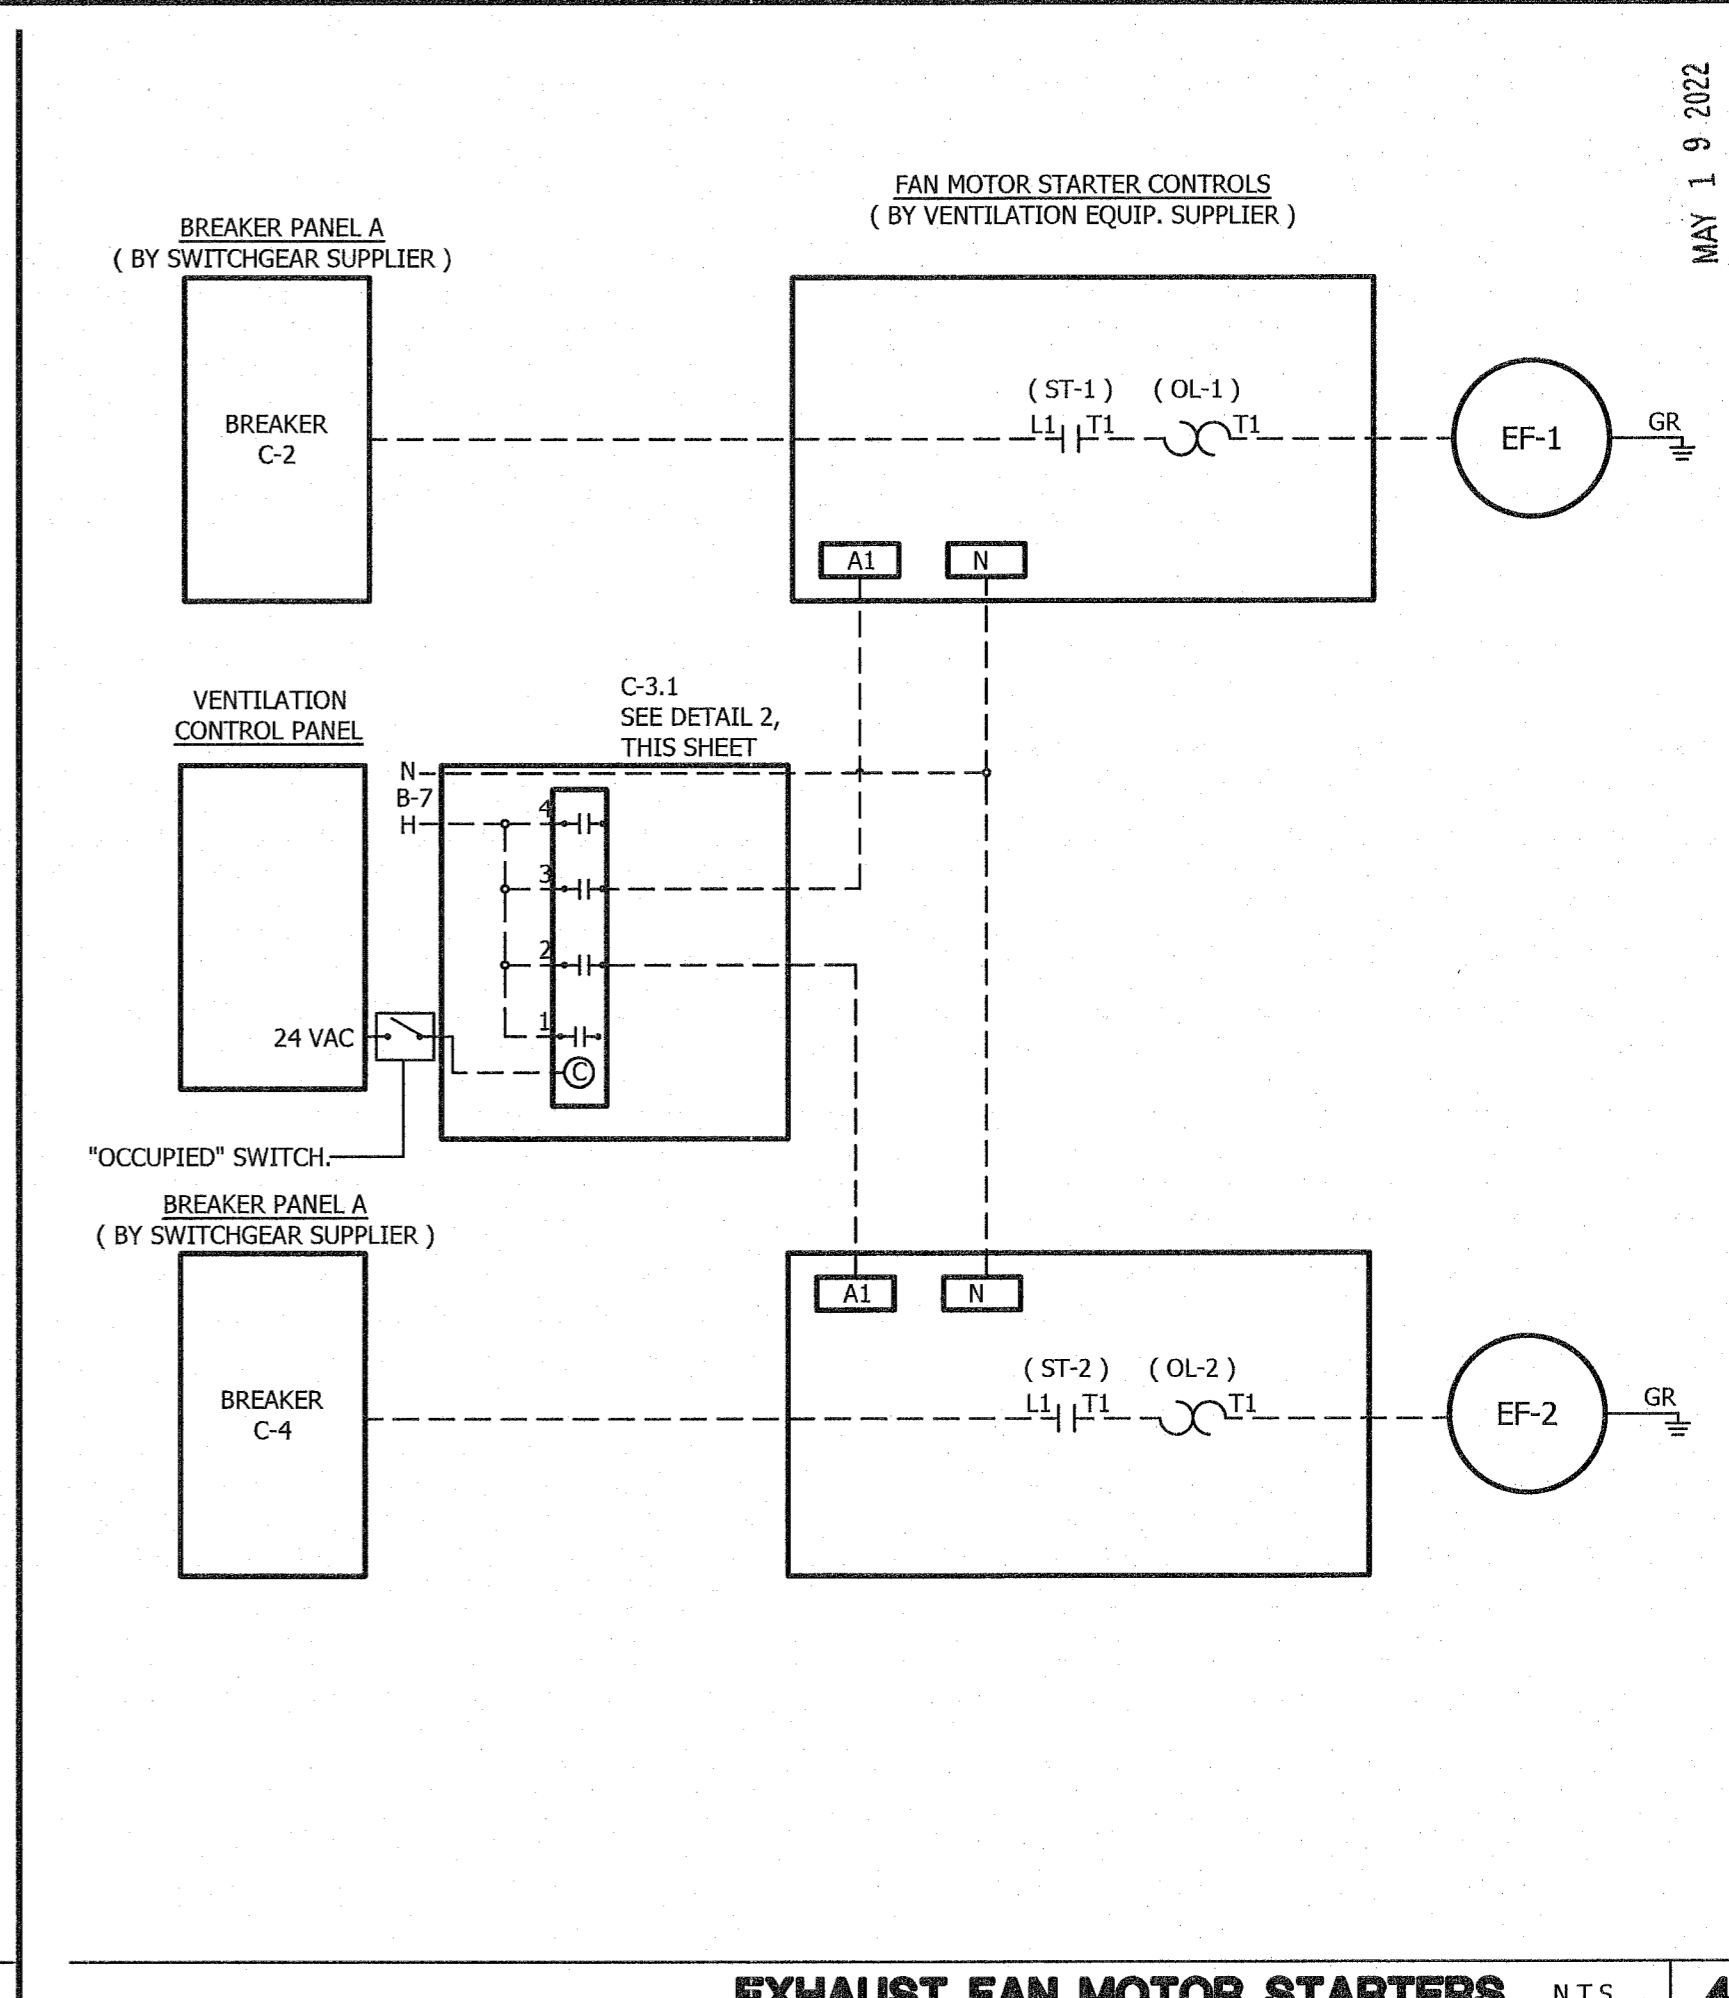 MAY 1 9 2022
FAN MOTOR STARTER CONTROLS
( BY VENTILATION EQUIP. SUPPLIER )
BREAKER PANEL A
( BY SWITCHGEAR SUPPLIER )
BREAKER
C-2
( ST-1 ) ( OL-1 )
L1 T1 T1
EF-1
GR
A1 N
VENTILATION
CONTROL PANEL
C-3.1
SEE DETAIL 2,
THIS SHEET
N
B-7
H
4
3
2
1
24 VAC
C
"OCCUPIED" SWITCH.
BREAKER PANEL A
( BY SWITCHGEAR SUPPLIER )
A1 N
BREAKER
C-4
( ST-2 ) ( OL-2 )
L1 T1 T1
EF-2
GR
EXHAUST FAN MOTOR STARTERS N.T.S. 4